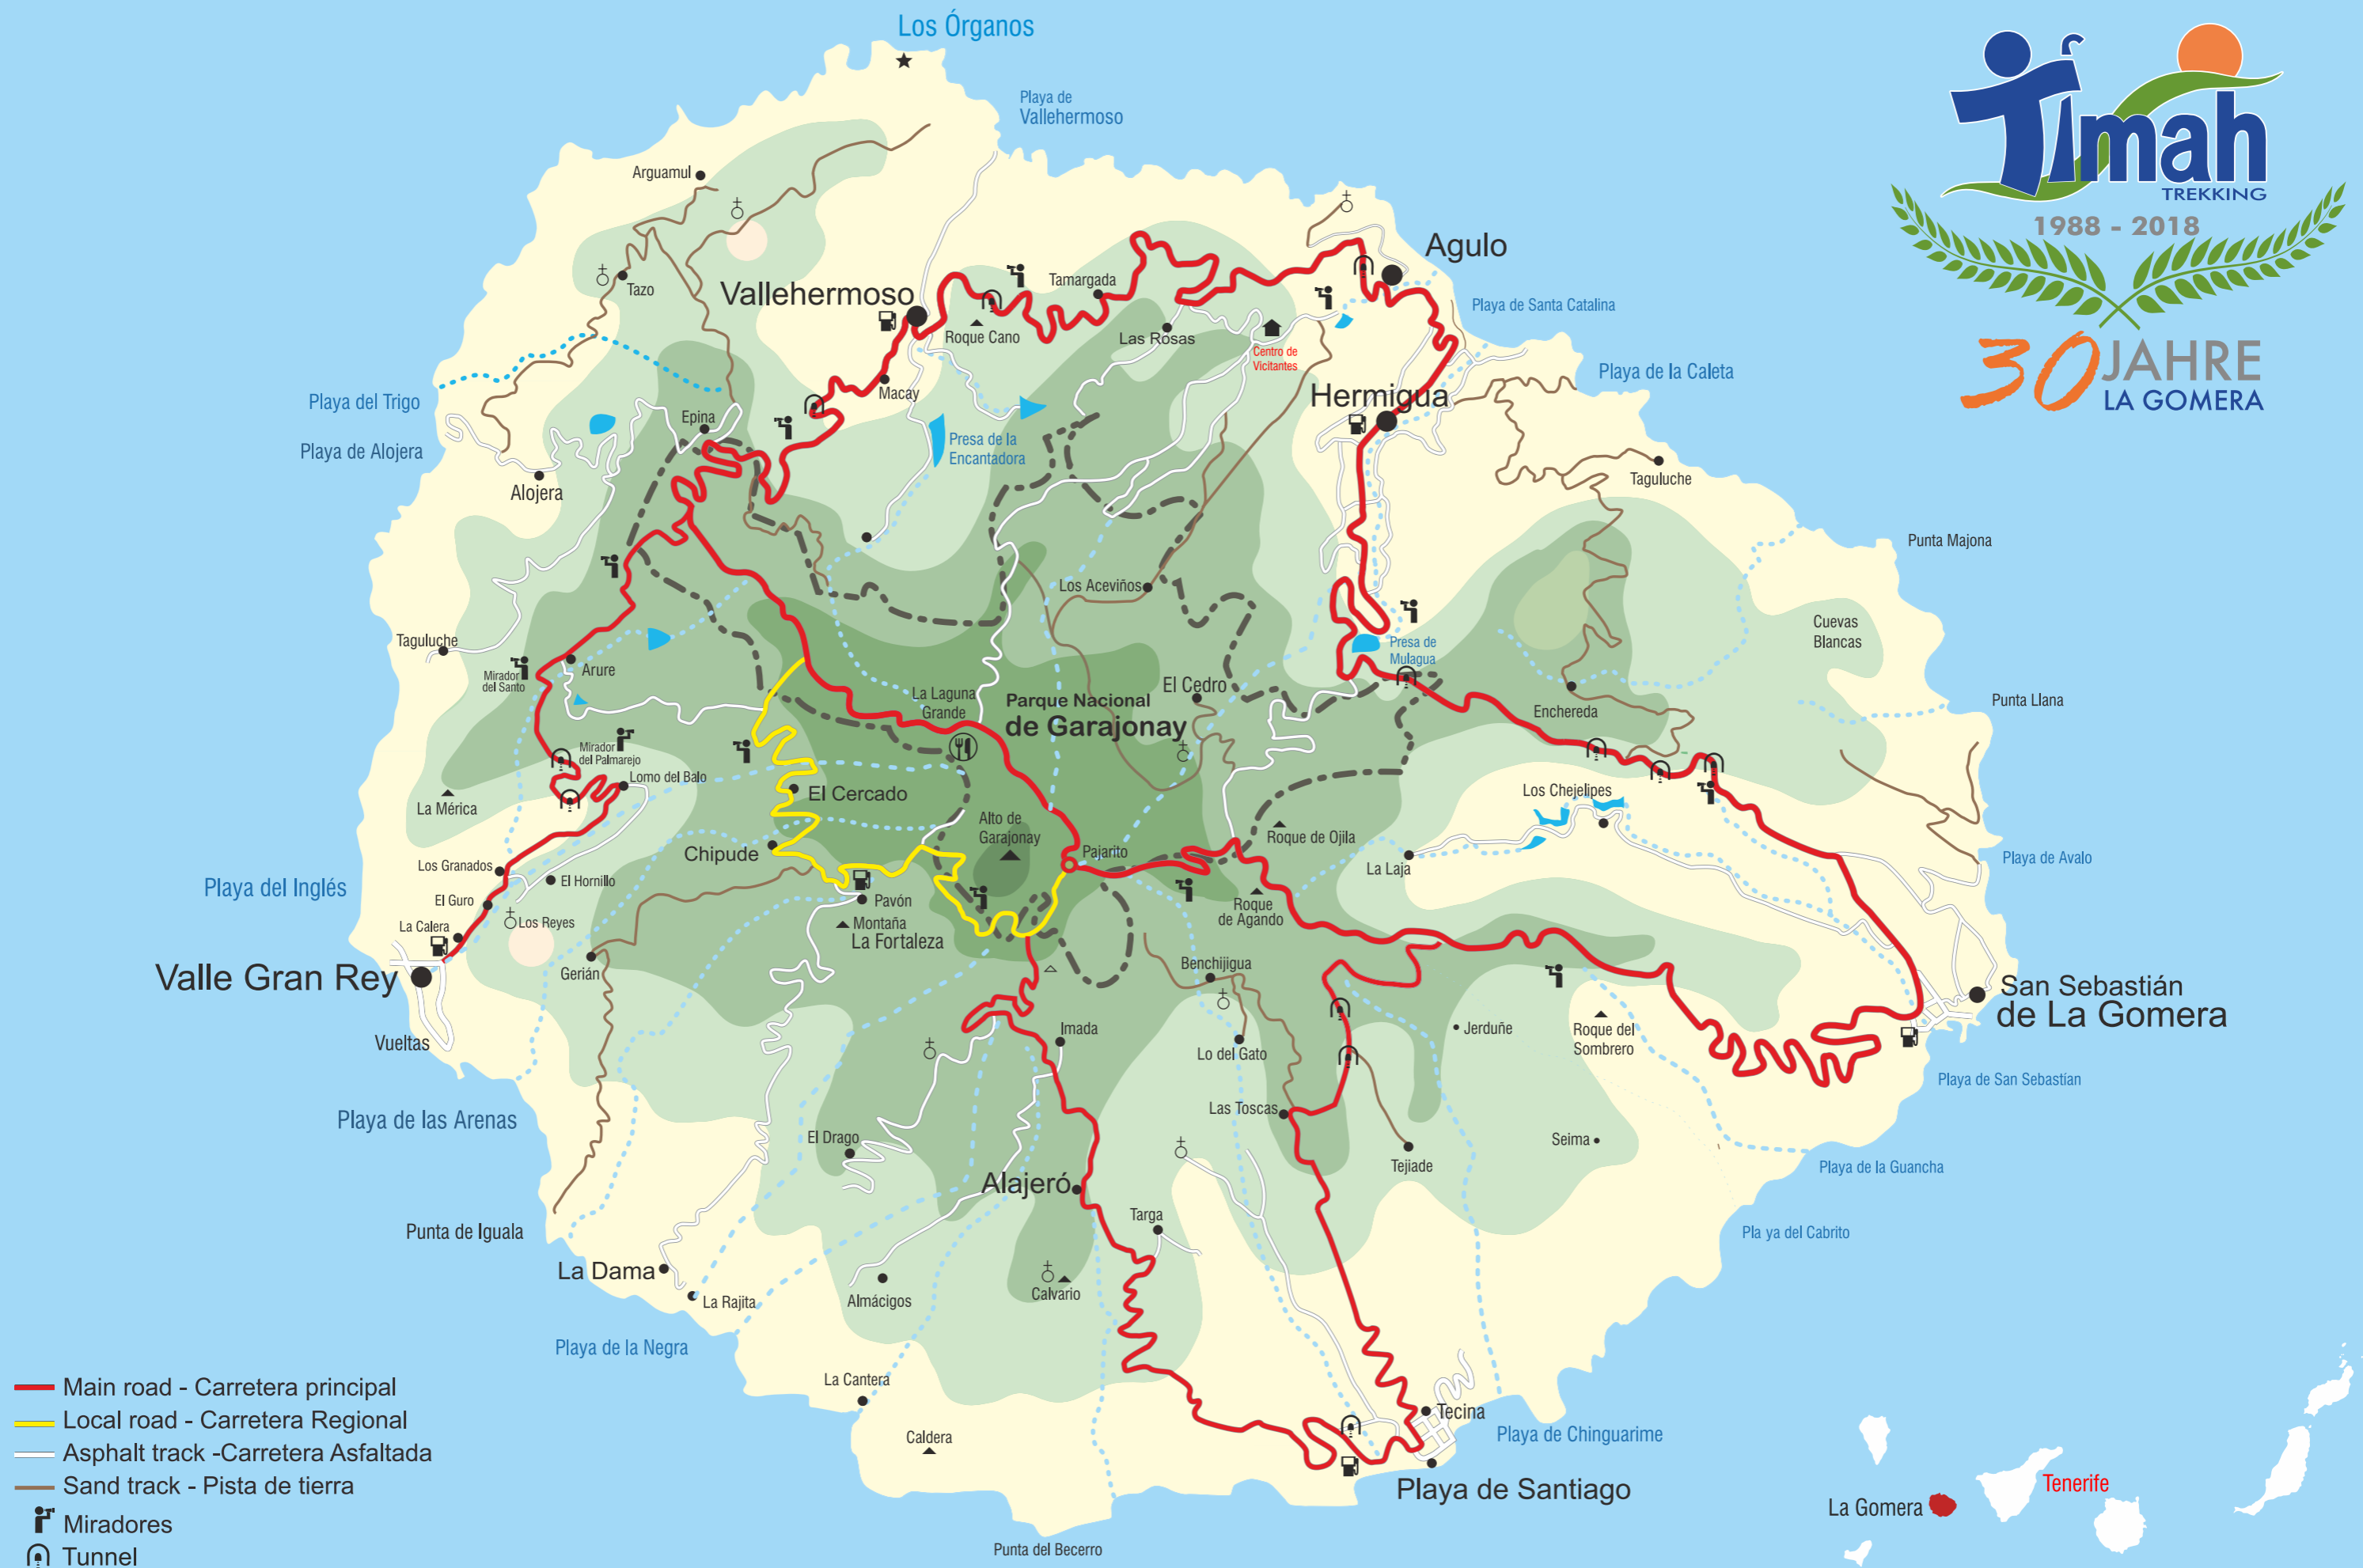 Los Órganos
Playa de
Vallehermoso
Tımah
TREKKING
1988 - 2018
30 JAHRE
LA GOMERA
Arguamul
Tazo
Vallehermoso
Roque Cano
Tamargada
Agulo
Playa de Santa Catalina
Las Rosas
Centro de
Vicitantes
Playa de la Caleta
Hermigua
Macay
Playa del Trigo
Playa de Alojera
Epina
Presa de la
Encantadora
Alojera
Taguluche
Punta Majona
Los Aceviños
Taguluche
Cuevas
Blancas
Presa de
Mulagua
Arure
Mirador
del Santo
La Laguna
Grande
Parque Nacional
de Garajonay
El Cedro
Enchereda
Punta Llana
Mirador
del Palmarejo
Lomo del Balo
La Mérica
El Cercado
Los Chejelipes
Alto de
Garajonay
Roque de Ojila
Pajarito
Chipude
La Laja
Playa de Avalo
Los Granados
El Hornillo
Playa del Inglés
El Guro
Los Reyes
La Calera
Pavón
Montaña
La Fortaleza
Roque
de Agando
Valle Gran Rey
Gerián
Benchijigua
San Sebastián
de La Gomera
Vueltas
Imada
Lo del Gato
Jerduñe
Roque del
Sombrero
Playa de San Sebastían
Playa de las Arenas
Las Toscas
El Drago
Tejiade
Seima
Playa de la Guancha
Alajeró
Targa
Punta de Iguala
Pla ya del Cabrito
La Dama
La Rajita
Almácigos
Calvario
Playa de la Negra
La Cantera
Tecina
Caldera
Playa de Chinguarime
Playa de Santiago
Punta del Becerro
Main road - Carretera principal
Local road - Carretera Regional
Asphalt track -Carretera Asfaltada
Sand track - Pista de tierra
Miradores
Tunnel
Tenerife
La Gomera